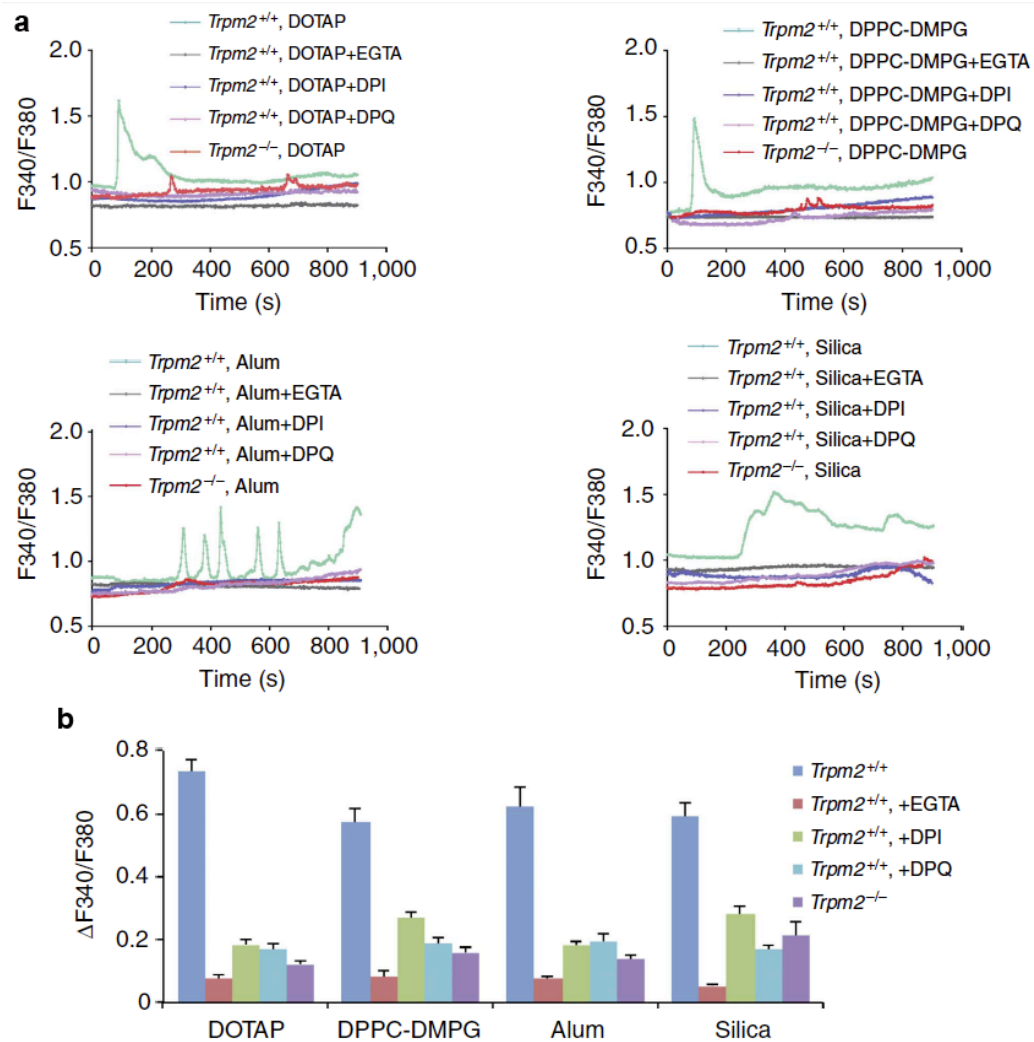 a
Trpm2+/+, DOTAP
Trpm2+/+, DOTAP+EGTA
Trpm2+/+, DOTAP+DPI
Trpm2+/+, DOTAP+DPQ
Trpm2−/−, DOTAP
2.0
1.5
1.0
0.5
F340/F380
0 200 400 600 800 1,000
Time (s)
Trpm2+/+, DPPC-DMPG
Trpm2+/+, DPPC-DMPG+EGTA
Trpm2+/+, DPPC-DMPG+DPI
Trpm2+/+, DPPC-DMPG+DPQ
Trpm2−/−, DPPC-DMPG
2.0
1.5
1.0
0.5
F340/F380
0 200 400 600 800 1,000
Time (s)
Trpm2+/+, Alum
Trpm2+/+, Alum+EGTA
Trpm2+/+, Alum+DPI
Trpm2+/+, Alum+DPQ
Trpm2−/−, Alum
2.0
1.5
1.0
0.5
F340/F380
0 200 400 600 800 1,000
Time (s)
Trpm2+/+, Silica
Trpm2+/+, Silica+EGTA
Trpm2+/+, Silica+DPI
Trpm2+/+, Silica+DPQ
Trpm2−/−, Silica
2.0
1.5
1.0
0.5
F340/F380
0 200 400 600 800 1,000
Time (s)
b
0.8
0.6
0.4
0.2
0
ΔF340/F380
DOTAP DPPC-DMPG Alum Silica
Trpm2+/+
Trpm2+/+, +EGTA
Trpm2+/+, +DPI
Trpm2+/+, +DPQ
Trpm2−/−